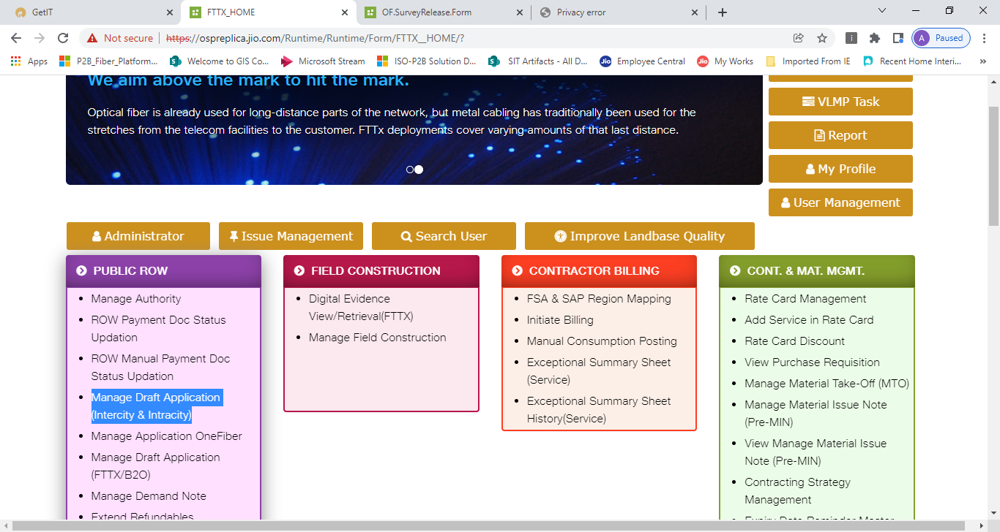 GetIT
FTTX_HOME
OF.SurveyRelease.Form
Privacy error
Not secure
https://ospreplica.jio.com/Runtime/Runtime/Form/FTTX__HOME/?
A
Paused
Apps
P2B_Fiber_Platform...
Welcome to GIS Co...
Microsoft Stream
ISO-P2B Solution D...
SIT Artifacts - All D...
Jio
Employee Central
Jio
My Works
Imported From IE
Recent Home Interi...
»
We aim above the mark to hit the mark.
Optical fiber is already used for long-distance parts of the network, but metal cabling has traditionally been used for the
stretches from the telecom facilities to the customer. FTTx deployments cover varying amounts of that last distance.
VLMP Task
Report
My Profile
User Management
Administrator
Issue Management
Search User
Improve Landbase Quality
PUBLIC ROW
Manage Authority
ROW Payment Doc Status
Updation
ROW Manual Payment Doc
Status Updation
Manage Draft Application
(Intercity & Intracity)
Manage Application OneFiber
Manage Draft Application
(FTTX/B2O)
Manage Demand Note
Extend Refundables
FIELD CONSTRUCTION
Digital Evidence
View/Retrieval(FTTX)
Manage Field Construction
CONTRACTOR BILLING
FSA & SAP Region Mapping
Initiate Billing
Manual Consumption Posting
Exceptional Summary Sheet
(Service)
Exceptional Summary Sheet
History(Service)
CONT. & MAT. MGMT.
Rate Card Management
Add Service in Rate Card
Rate Card Discount
View Purchase Requisition
Manage Material Take-Off (MTO)
Manage Material Issue Note
(Pre-MIN)
View Manage Material Issue
Note (Pre-MIN)
Contracting Strategy
Management
Expiry Date Reminder Master